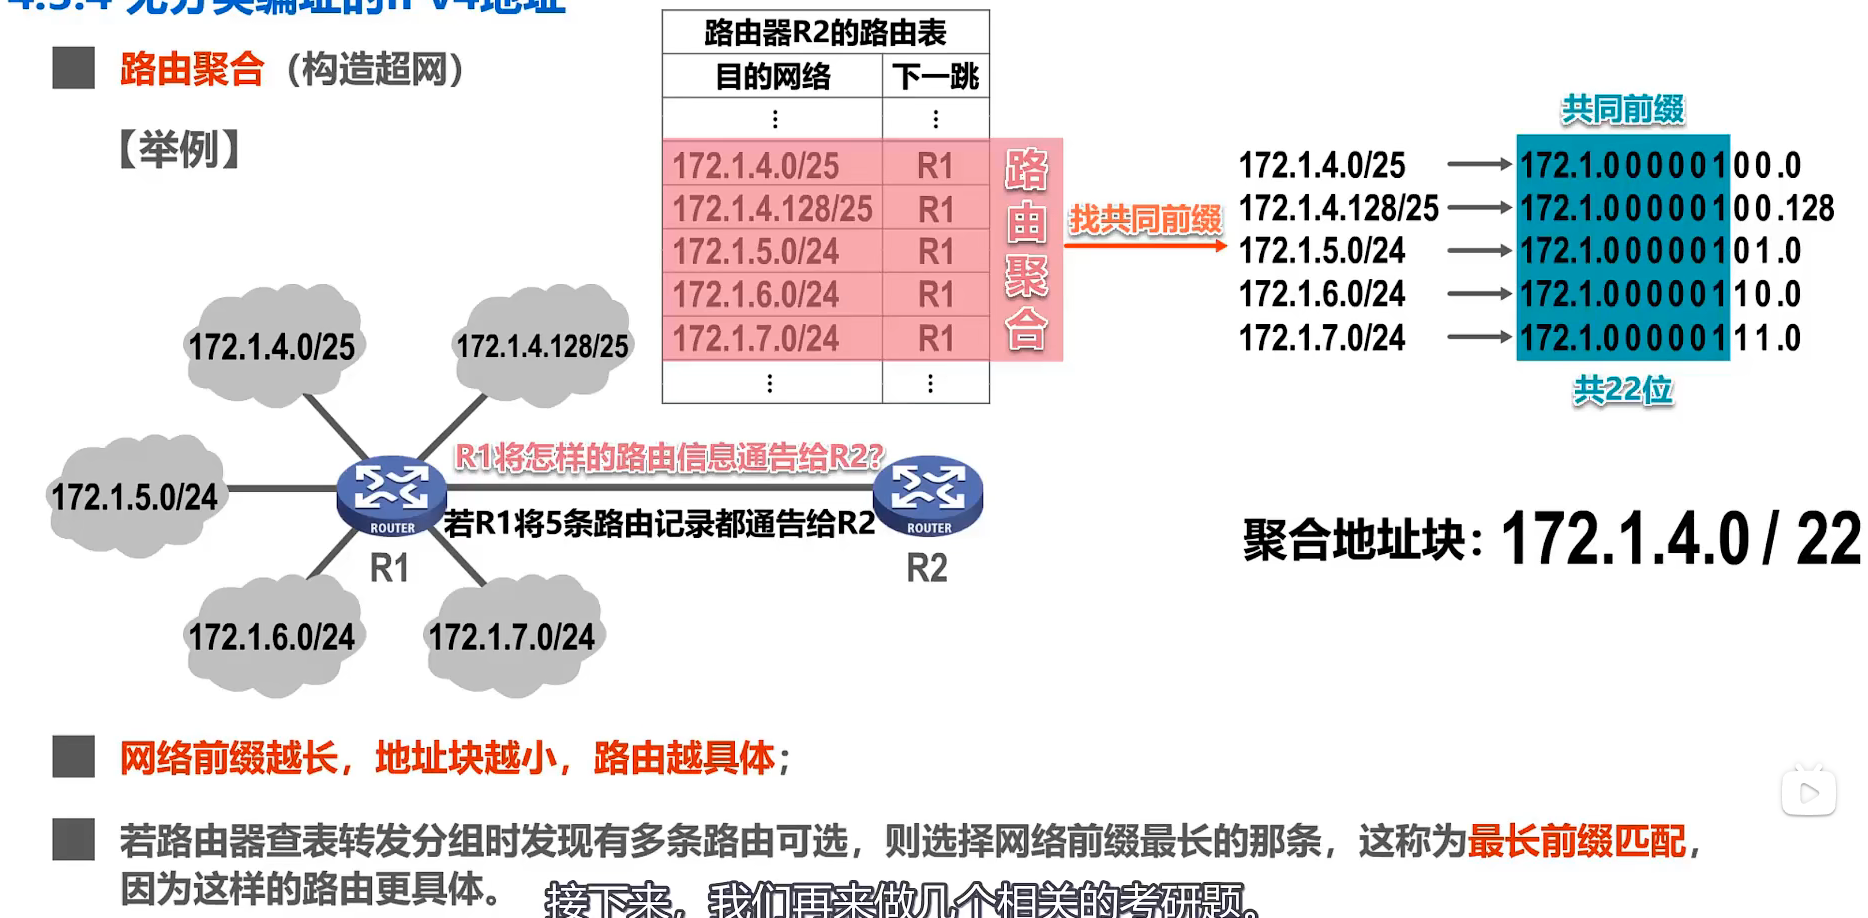 4.3.4 无分类编址的IPv4地址
路由聚合（构造超网）
【举例】
路由器R2的路由表
目的网络 下一跳
⋮ ⋮
172.1.4.0/25 R1
172.1.4.128/25 R1
172.1.5.0/24 R1
172.1.6.0/24 R1
172.1.7.0/24 R1
⋮ ⋮
路由聚合
找共同前缀
共同前缀
172.1.4.0/25 172.1.00000100.0
172.1.4.128/25 172.1.00000100.128
172.1.5.0/24 172.1.00000101.0
172.1.6.0/24 172.1.00000110.0
172.1.7.0/24 172.1.00000111.0
共22位
172.1.4.0/25
172.1.4.128/25
172.1.5.0/24
172.1.6.0/24
172.1.7.0/24
R1将怎样的路由信息通告给R2?
若R1将5条路由记录都通告给R2
ROUTER
R1
ROUTER
R2
聚合地址块：172.1.4.0 / 22
网络前缀越长，地址块越小，路由越具体；
若路由器查表转发分组时发现有多条路由可选，则选择网络前缀最长的那条，这称为最长前缀匹配，
因为这样的路由更具体。
接下来，我们再来做几个相关的考研题。